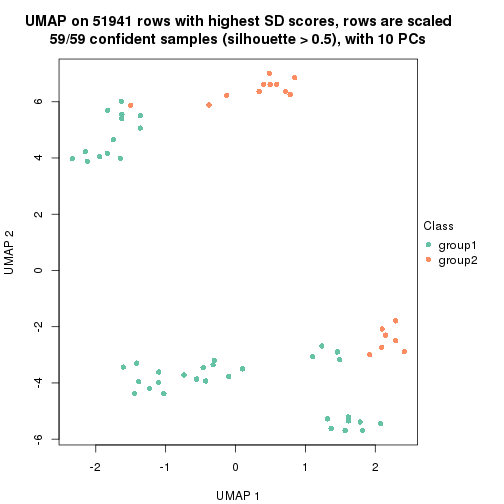 UMAP on 51941 rows with highest SD scores, rows are scaled
59/59 confident samples (silhouette > 0.5), with 10 PCs
6
4
2
0
-2
-4
-6
UMAP 2
-2
-1
0
1
2
UMAP 1
Class
group1
group2